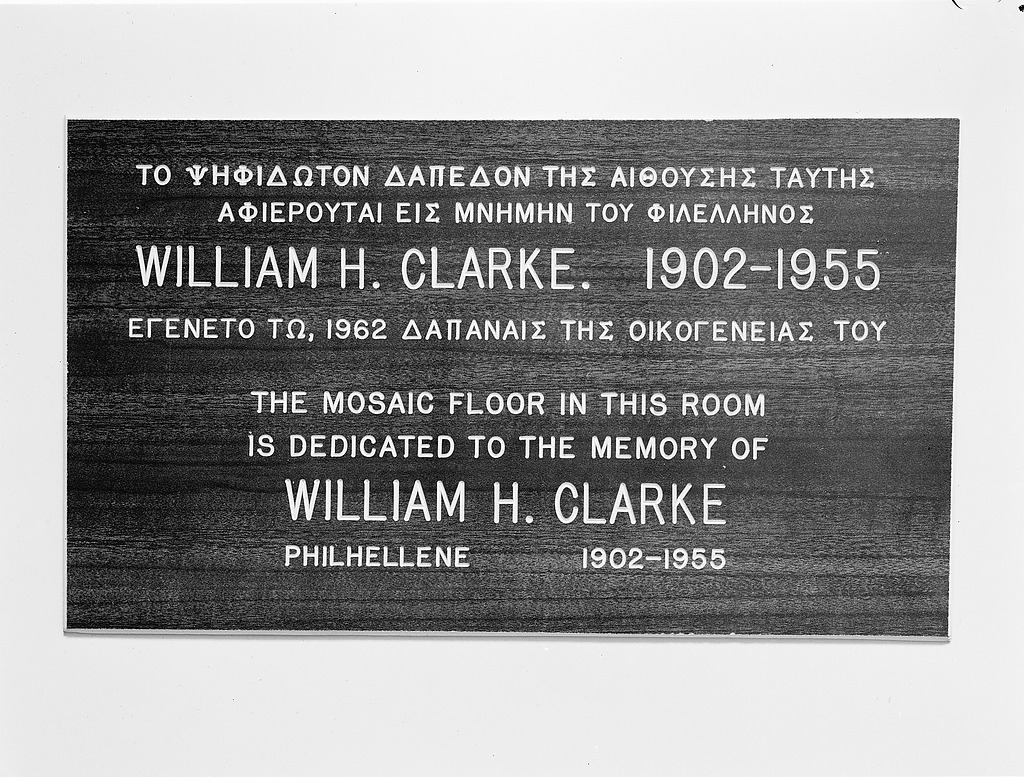 ΤΟ ΨΗΦΙΔΩΤΟΝ ΔΑΠΕΔΟΝ ΤΗΣ ΑΙΘΟΥΣΗΣ ΤΑΥΤΗΣ
ΑΦΙΕΡΟΥΤΑΙ ΕΙΣ ΜΝΗΜΗΝ ΤΟΥ ΦΙΛΕΛΛΗΝΟΣ
WILLIAM H. CLARKE. 1902-1955
ΕΓΕΝΕΤΟ ΤΩ, 1962 ΔΑΠΑΝΑΙΣ ΤΗΣ ΟΙΚΟΓΕΝΕΙΑΣ ΤΟΥ
THE MOSAIC FLOOR IN THIS ROOM
IS DEDICATED TO THE MEMORY OF
WILLIAM H. CLARKE
PHILHELLENE 1902-1955